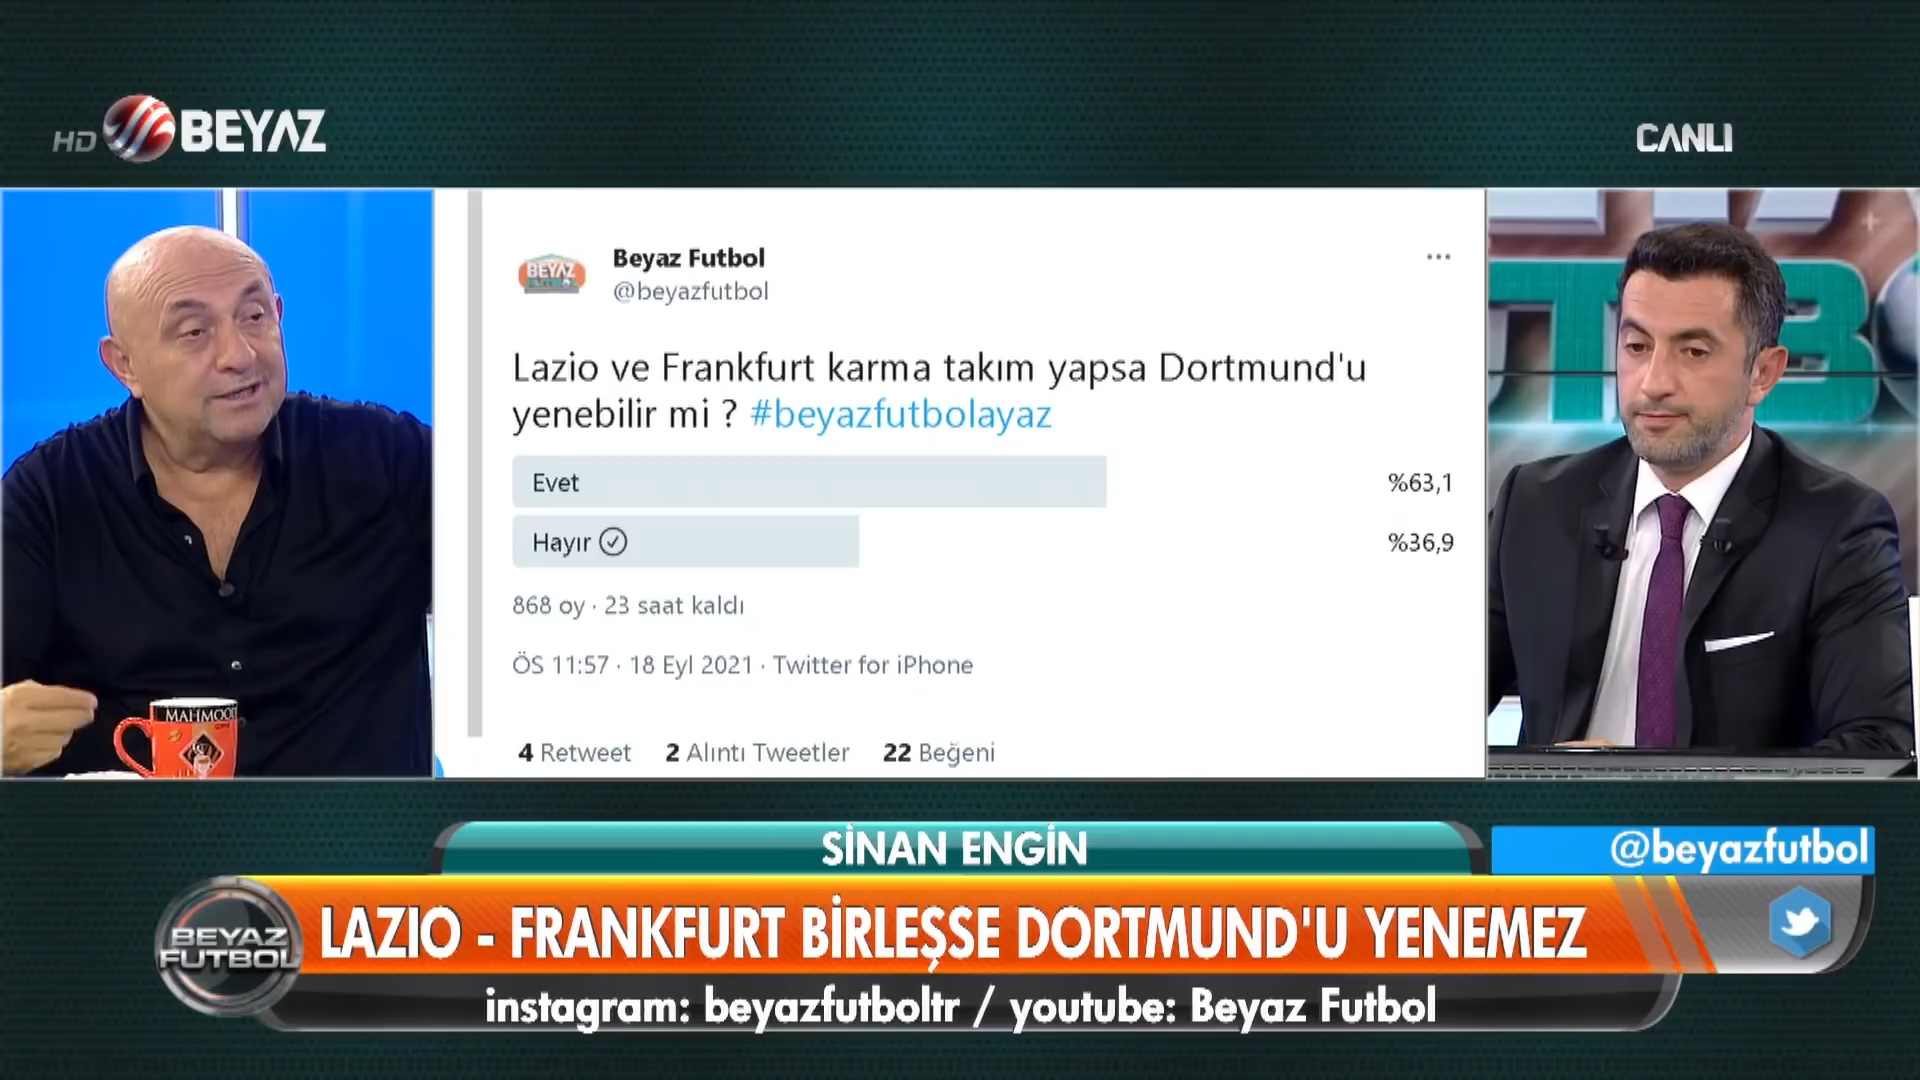 HD BEYAZ
CANLI
BEYAZ
Beyaz Futbol
@beyazfutbol
Lazio ve Frankfurt karma takım yapsa Dortmund'u
yenebilir mi ? #beyazfutbolayaz
Evet %63,1
Hayır %36,9
868 oy · 23 saat kaldı
ÖS 11:57 · 18 Eyl 2021 · Twitter for iPhone
4 Retweet 2 Alıntı Tweetler 22 Beğeni
MAHMOOD
SİNAN ENGİN
@beyazfutbol
BEYAZ
FUTBOL
LAZIO - FRANKFURT BİRLEŞSE DORTMUND'U YENEMEZ
instagram: beyazfutboltr / youtube: Beyaz Futbol